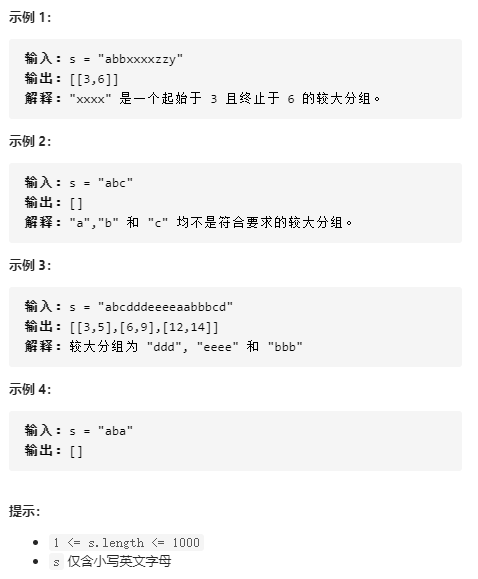 示例 1：
输入：s = "abbxxxxzzy"
输出：[[3,6]]
解释："xxxx" 是一个起始于 3 且终止于 6 的较大分组。
示例 2：
输入：s = "abc"
输出：[]
解释："a","b" 和 "c" 均不是符合要求的较大分组。
示例 3：
输入：s = "abcdddeeeeaabbbcd"
输出：[[3,5],[6,9],[12,14]]
解释：较大分组为 "ddd", "eeee" 和 "bbb"
示例 4：
输入：s = "aba"
输出：[]
提示：
1 <= s.length <= 1000
s 仅含小写英文字母